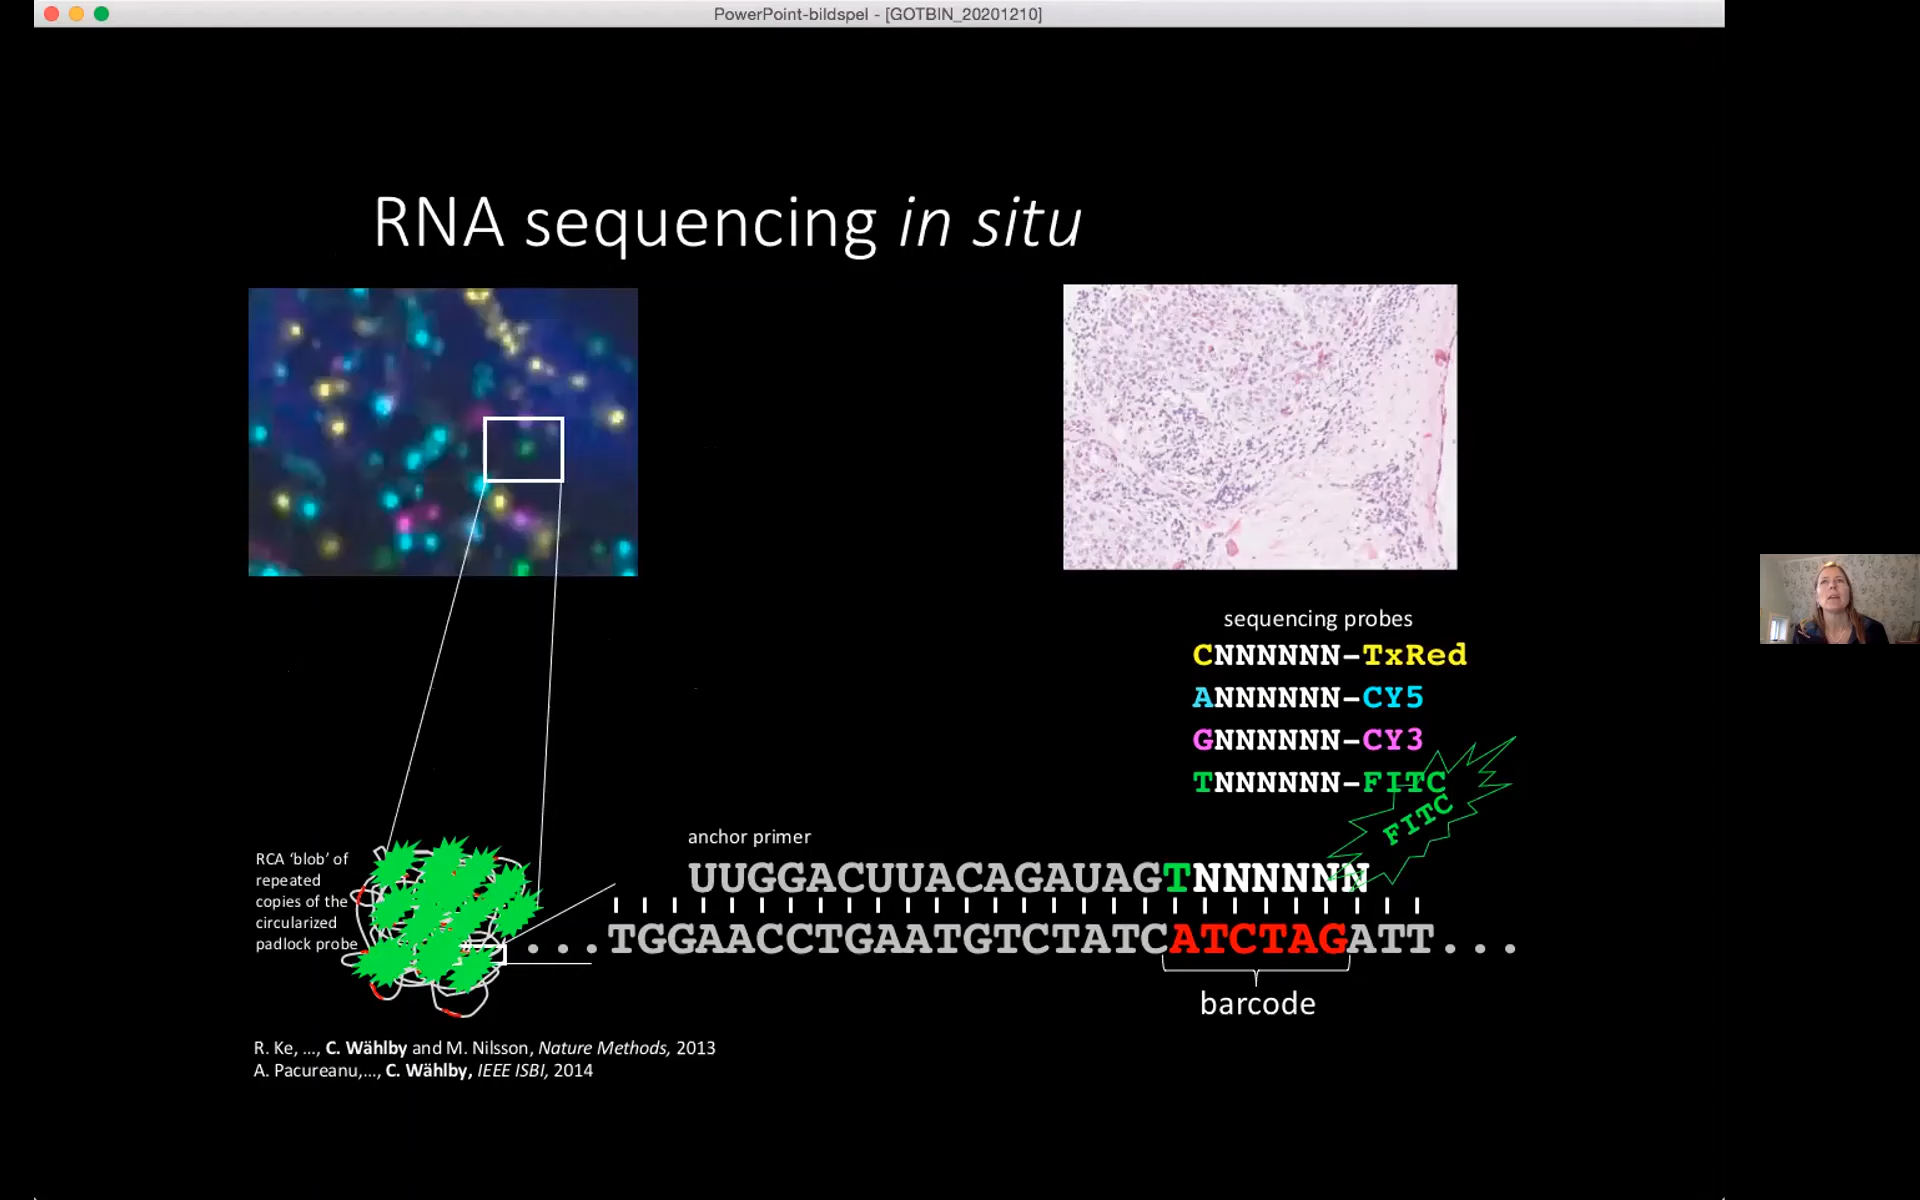 PowerPoint-bildspel - [GOTBIN_20201210]
RNA sequencing in situ
sequencing probes
CNNNNNN-TxRed
ANNNNNN-CY5
GNNNNNN-CY3
TNNNNNN-FITC
FITC
anchor primer
UUGGACUUACAGAUAGTNNNNNN
...TGGAACCTGAATGTCTATCATCTAGATT...
barcode
RCA ‘blob’ of
repeated
copies of the
circularized
padlock probe
R. Ke, ..., C. Wählby and M. Nilsson, Nature Methods, 2013
A. Pacureanu,..., C. Wählby, IEEE ISBI, 2014